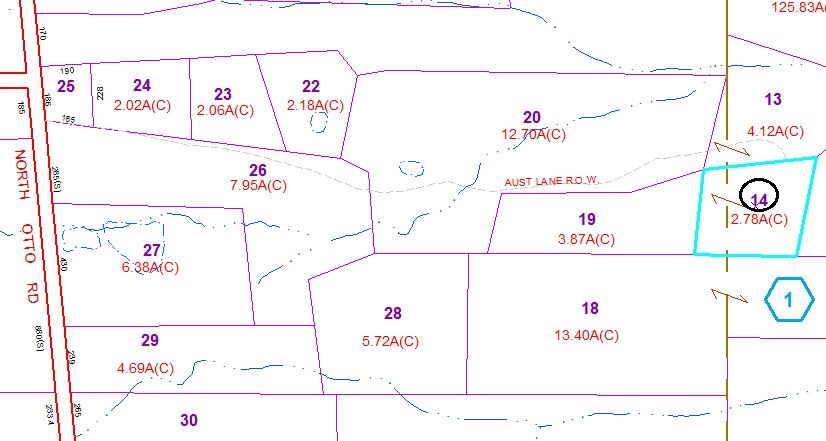 125.83A(
170
190
25
228
186
185
165
24
2.02A(C)
23
2.06A(C)
22
2.18A(C)
20
12.70A(C)
13
4.12A(C)
26
7.95A(C)
AUST LANE R.O.W.
14
2.78A(C)
19
3.87A(C)
285(S)
NORTH OTTO RD
27
6.38A(C)
430
1
28
5.72A(C)
18
13.40A(C)
29
4.69A(C)
880(S)
239
233.4
265
30